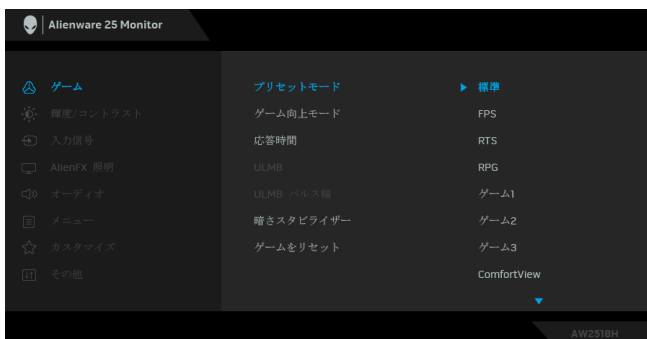 Alienware 25 Monitor
ゲーム
プリセットモード
標準
輝度/コントラスト
ゲーム向上モード
FPS
入力信号
応答時間
RTS
AlienFX 照明
ULMB
RPG
オーディオ
ULMB パルス幅
ゲーム1
メニュー
暗さスタビライザー
ゲーム2
カスタマイズ
ゲームをリセット
ゲーム3
その他
ComfortView
AW2518H